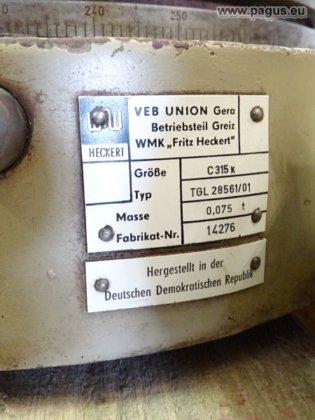 www.pagus.eu
240
250
WMW
HECKERT
VEB UNION Gera
Betriebsteil Greiz
WMK „Fritz Heckert"
Größe C 315 K
Typ TGL 28561/01
Masse 0,075 t
Fabrikat-Nr. 14276
Hergestellt in der
Deutschen Demokratischen Republik